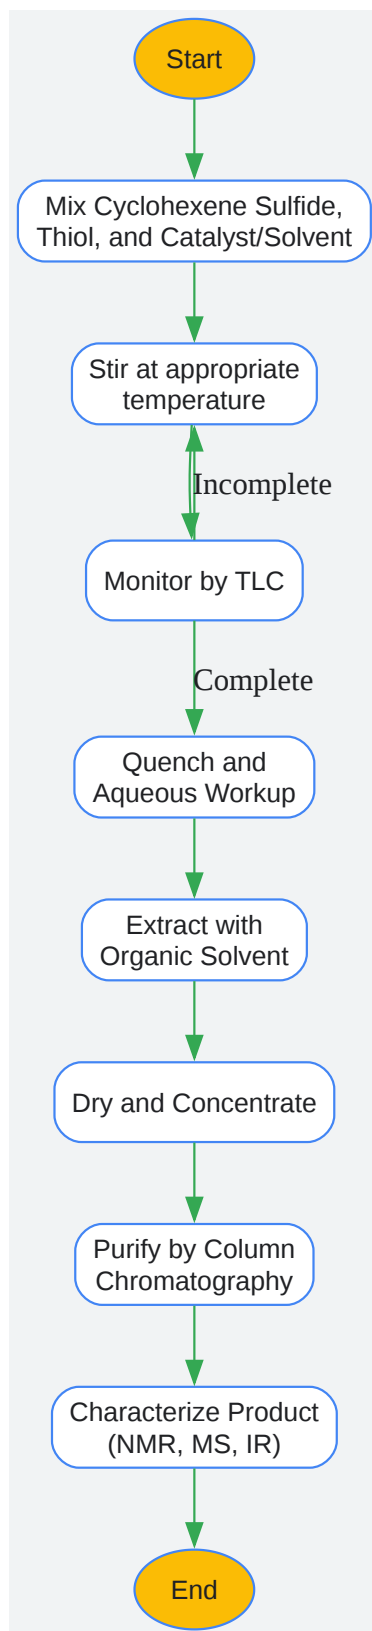 Start
Mix Cyclohexene Sulfide,
Thiol, and Catalyst/Solvent
Stir at appropriate
temperature
Incomplete
Monitor by TLC
Complete
Quench and
Aqueous Workup
Extract with
Organic Solvent
Dry and Concentrate
Purify by Column
Chromatography
Characterize Product
(NMR, MS, IR)
End